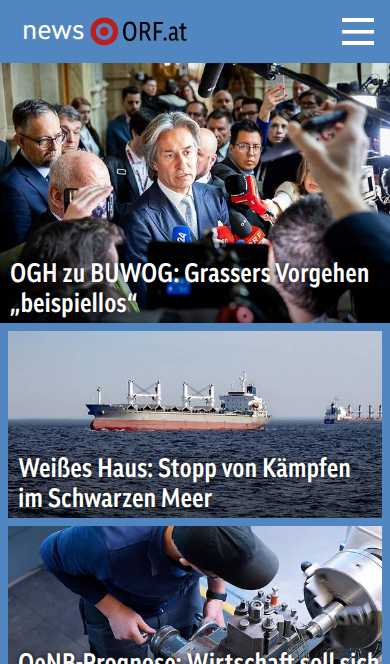 news ORF.at
OGH zu BUWOG: Grassers Vorgehen
„beispiellos“
Weißes Haus: Stopp von Kämpfen
im Schwarzen Meer
OeNB-Prognose: Wirtschaft soll sich